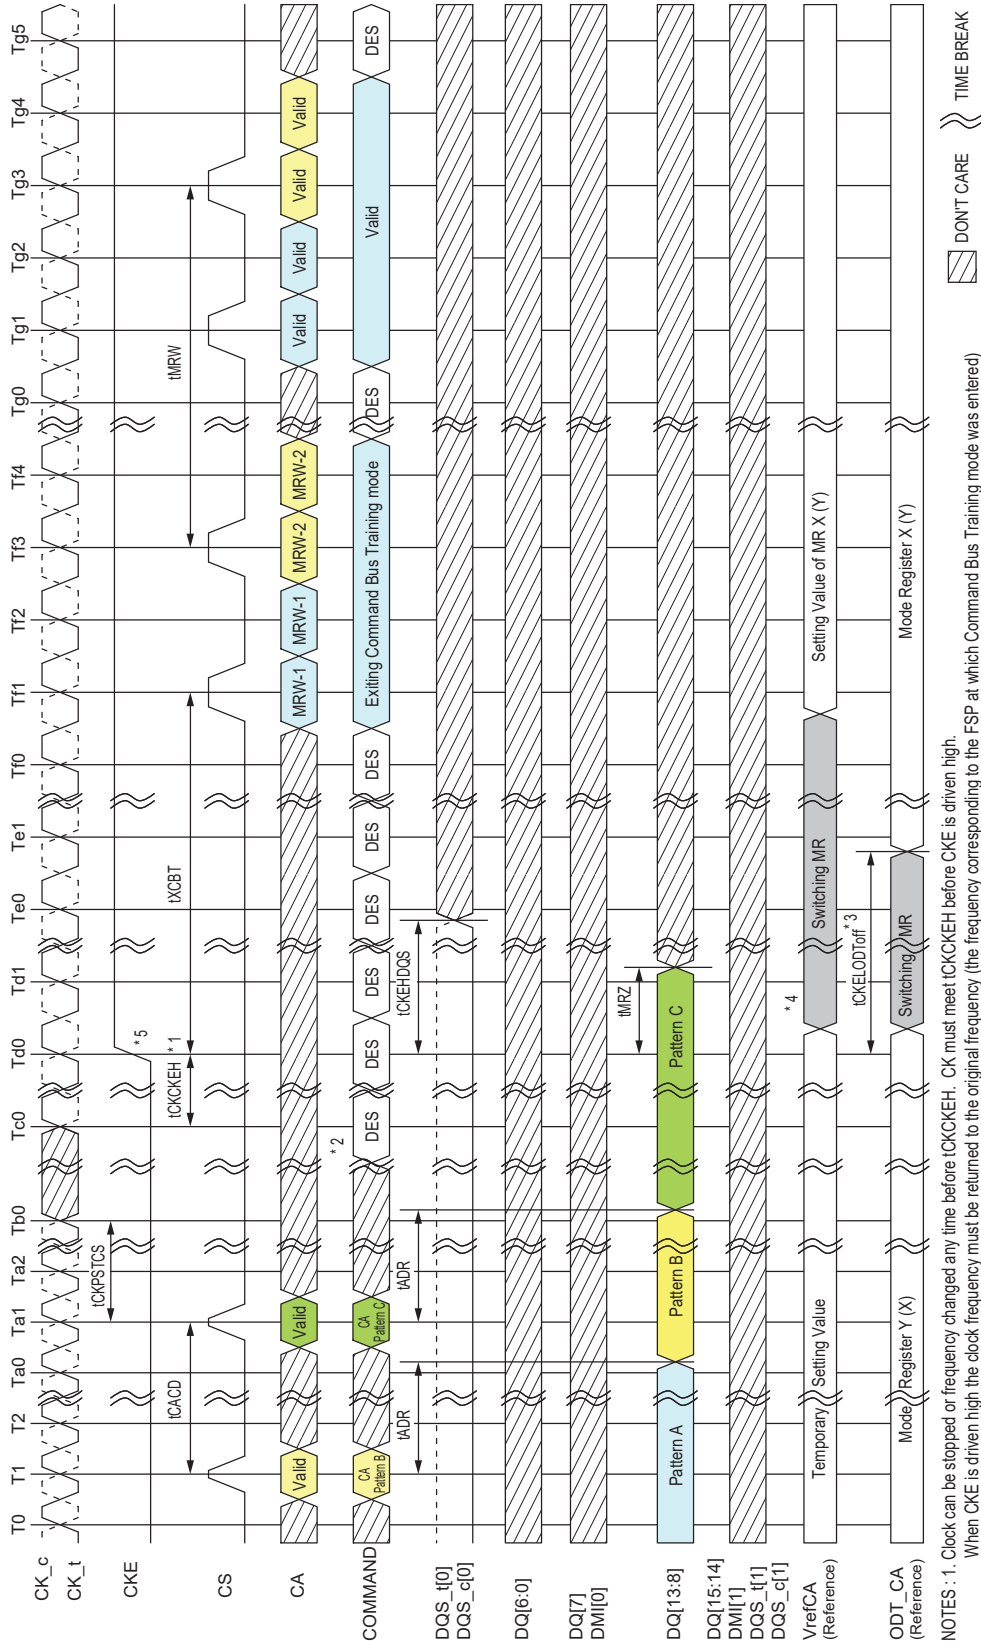 T0 T1 T2 Ta0 Ta1 Ta2 Tb0 Tc0 Td0 Td1 Te0 Te1 Tf0 Tf1 Tf2 Tf3 Tf4 Tg0 Tg1 Tg2 Tg3 Tg4 Tg5
CK_c
CK_t
tCKPSTCS
CKE
tCKCKEH *1
* 5
tCACD
tXCBT
tMRW
CS
CA
Valid Valid MRW-1 MRW-1 MRW-2 MRW-2 Valid Valid Valid Valid
* 2
COMMAND
CA Pattern B
CA Pattern C
DES DES DES DES DES DES
Exiting Command Bus Training mode
DES
Valid
DES
tADR
tADR
tCKEHDQS
DQS_t[0]
DQS_c[0]
DQ[6:0]
DQ[7]
DMI[0]
tMRZ
DQ[13:8]
Pattern A
Pattern B
Pattern C
DQ[15:14]
DMI[1]
DQS_t[1]
DQS_c[1]
* 4
VrefCA
(Reference)
Temporary Setting Value
Switching MR
Setting Value of MR X (Y)
tCKELODToff *3
ODT_CA
(Reference)
Mode Register Y (X)
Switching MR
Mode Register X (Y)
DON'T CARE
TIME BREAK
NOTES : 1. Clock can be stopped or frequency changed any time before tCKCKEH. CK must meet tCKCKEH before CKE is driven high.
When CKE is driven high the clock frequency must be returned to the original frequency (the frequency corresponding to the FSP at which Command Bus Training mode was entered)